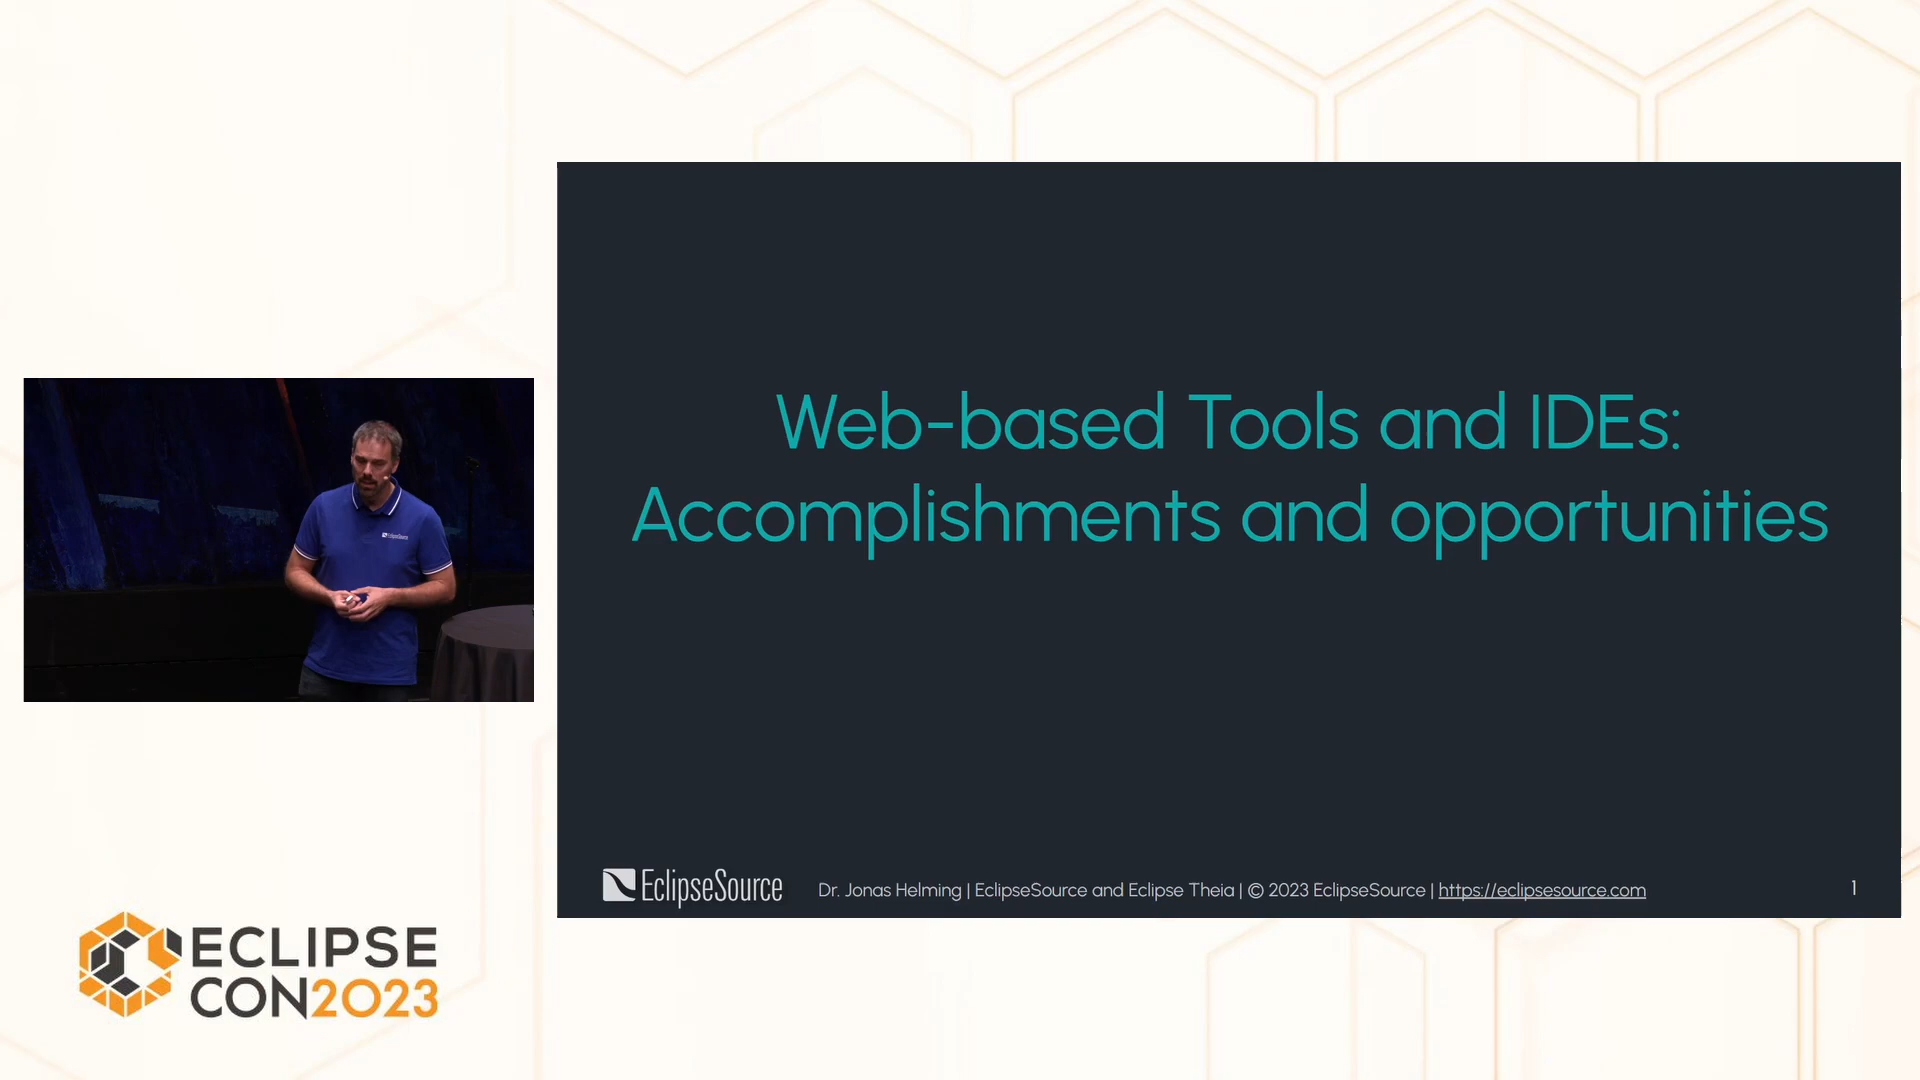 Web-based Tools and IDEs:
Accomplishments and opportunities
EclipseSource
EclipseSource
Dr. Jonas Helming | EclipseSource and Eclipse Theia | © 2023 EclipseSource | https://eclipsesource.com
1
ECLIPSE
CON2023